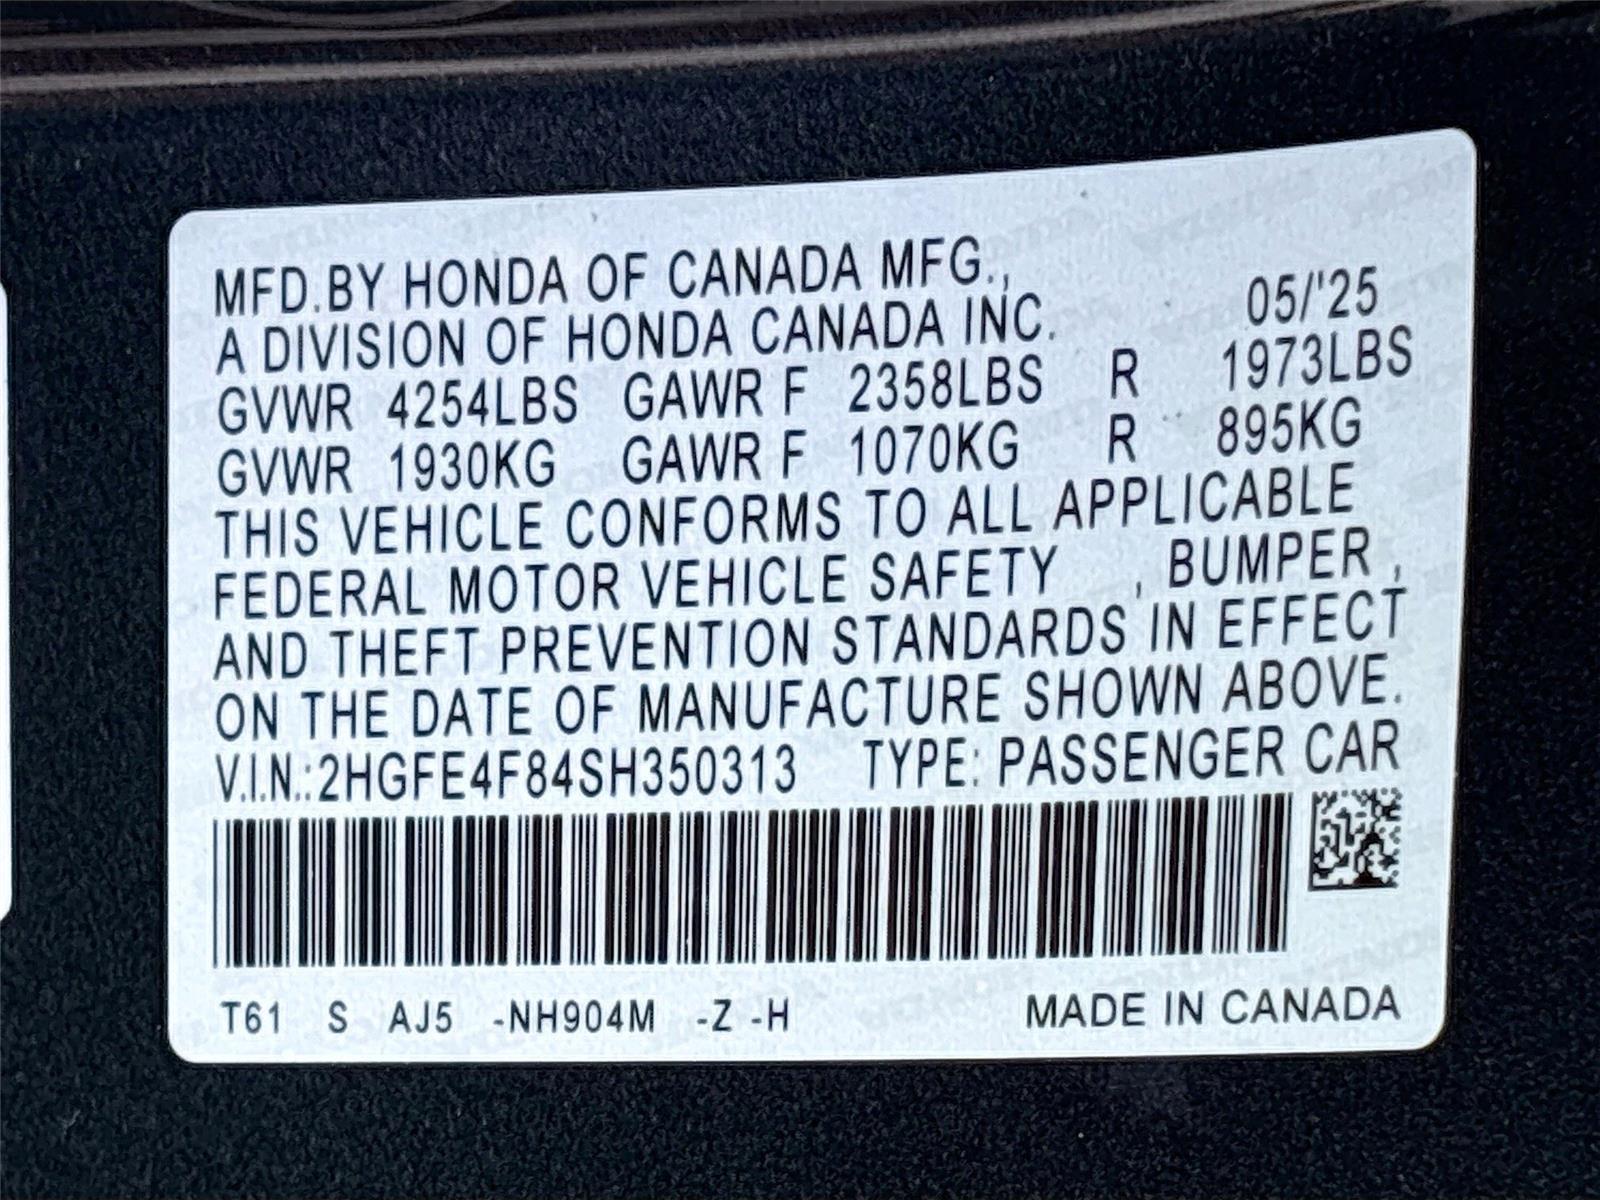 MFD.BY HONDA OF CANADA MFG.,
A DIVISION OF HONDA CANADA INC. 05/'25
GVWR 4254LBS GAWR F 2358LBS R 1973LBS
GVWR 1930KG GAWR F 1070KG R 895KG
THIS VEHICLE CONFORMS TO ALL APPLICABLE
FEDERAL MOTOR VEHICLE SAFETY , BUMPER ,
AND THEFT PREVENTION STANDARDS IN EFFECT
ON THE DATE OF MANUFACTURE SHOWN ABOVE.
V.I.N.:2HGFE4F84SH350313 TYPE: PASSENGER CAR
T61 S AJ5 -NH904M -Z -H MADE IN CANADA